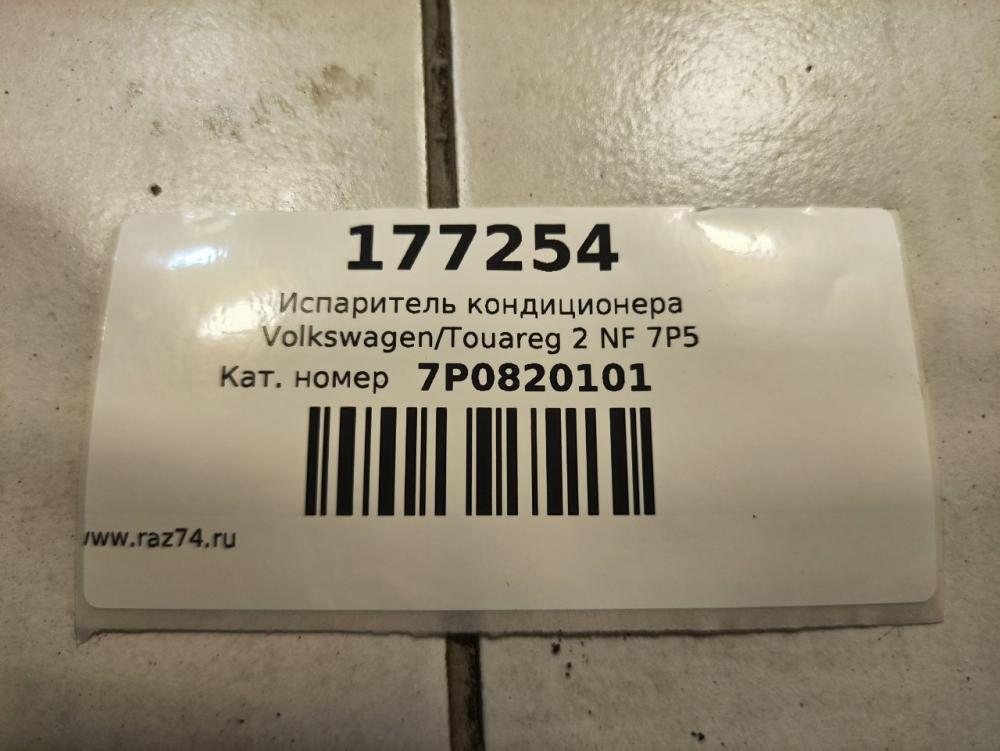 177254
Испаритель кондиционера
Volkswagen/Touareg 2 NF 7P5
Кат. номер 7P0820101
www.raz74.ru